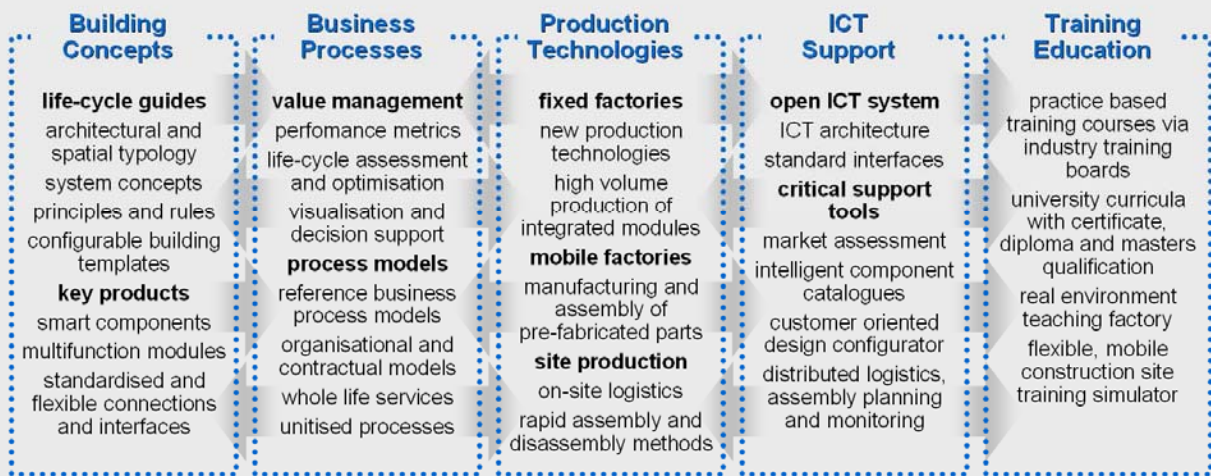 Building
Concepts
life-cycle guides
architectural and
spatial typology
system concepts
principles and rules
configurable building
templates
key products
smart components
multifunction modules
standardised and
flexible connections
and interfaces
Business
Processes
value management
perfomance metrics
life-cycle assessment
and optimisation
visualisation and
decision support
process models
reference business
process models
organisational and
contractual models
whole life services
unitised processes
Production
Technologies
fixed factories
new production
technologies
high volume
production of
integrated modules
mobile factories
manufacturing and
assembly of
pre-fabricated parts
site production
on-site logistics
rapid assembly and
disassembly methods
ICT
Support
open ICT system
ICT architecture
standard interfaces
critical support
tools
market assessment
intelligent component
catalogues
customer oriented
design configurator
distributed logistics,
assembly planning
and monitoring
Training
Education
practice based
training courses via
industry training
boards
university curricula
with certificate,
diploma and masters
qualification
real environment
teaching factory
flexible, mobile
construction site
training simulator